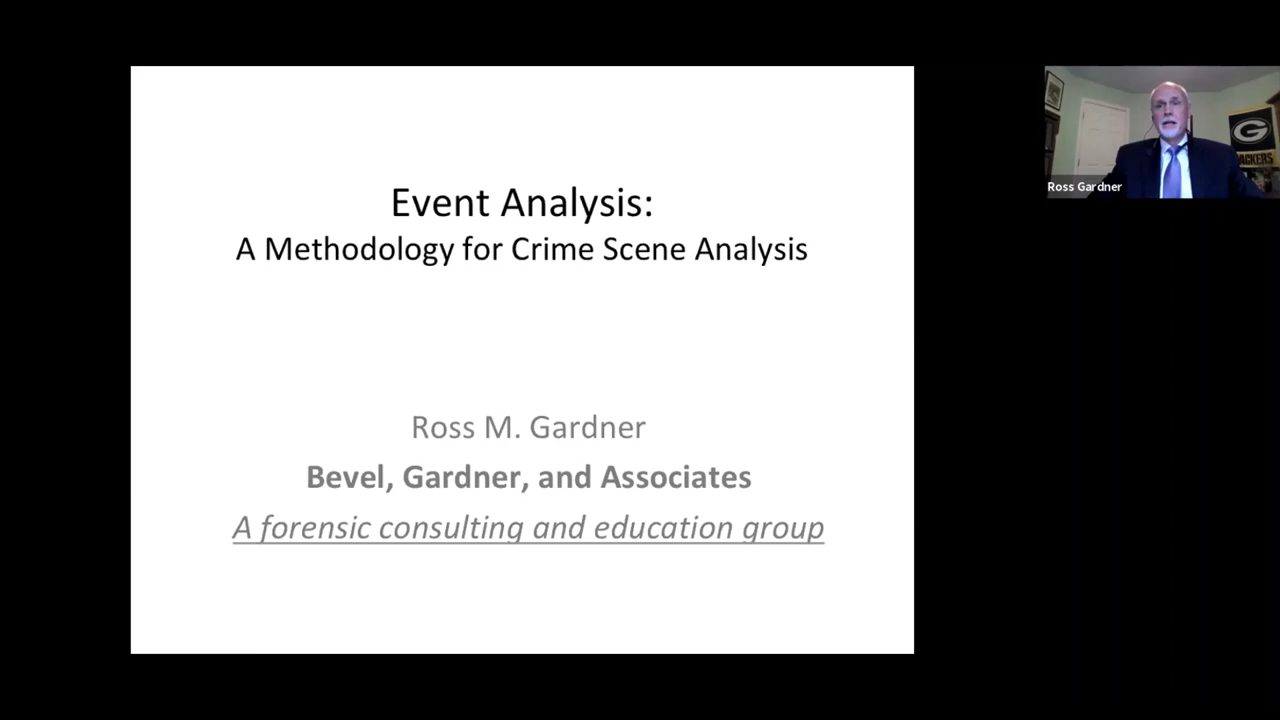 Event Analysis:
A Methodology for Crime Scene Analysis
Ross M. Gardner
Bevel, Gardner, and Associates
A forensic consulting and education group
Ross Gardner
G
ACKERS